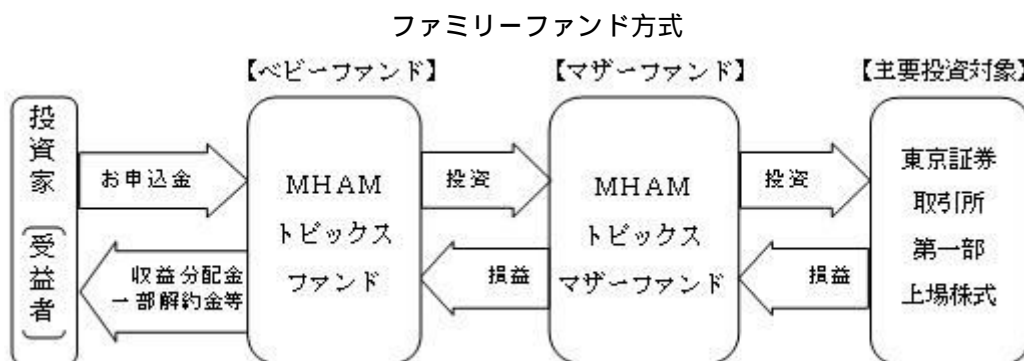 ファミリーファンド方式
【ベビーファンド】
【マザーファンド】
【主要投資対象】
投資家
〔受益者〕
お申込金
収益分配金
一部解約金等
MHAM
トピックス
ファンド
投資
損益
MHAM
トピックス
マザーファンド
投資
損益
東京証券
取引所
第一部
上場株式